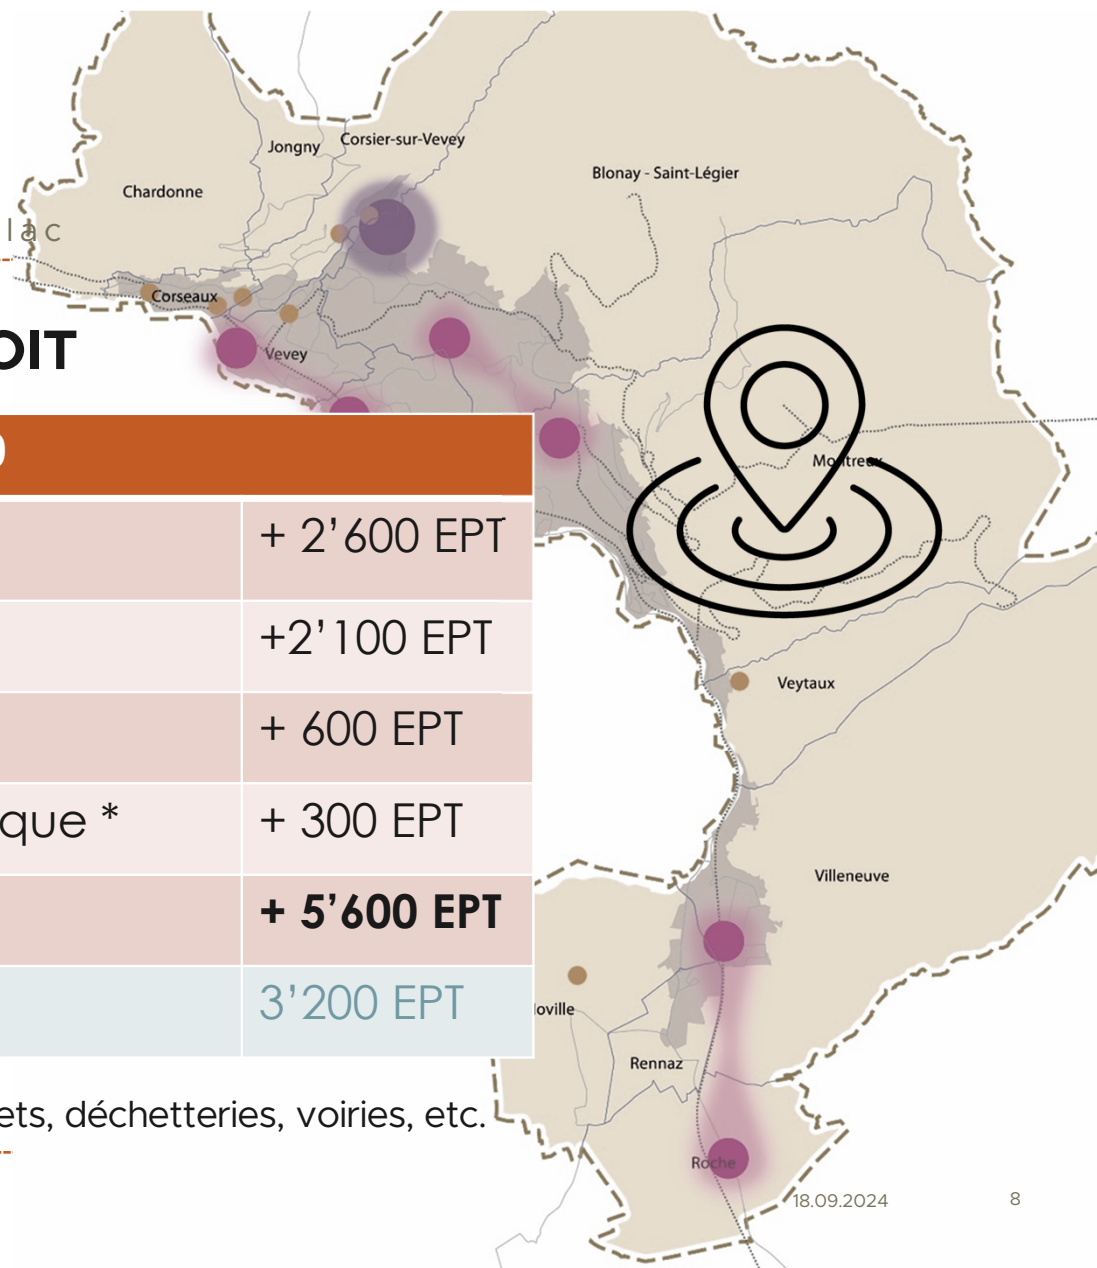 Jongny
Corsier-sur-Vevey
Blonay - Saint-Légier
Chardonne
lac
Corseaux
OIT
Vevey
Montreux
+ 2’600 EPT
+2’100 EPT
Veytaux
+ 600 EPT
que *
+ 300 EPT
Villeneuve
+ 5’600 EPT
3’200 EPT
loville
Rennaz
ets, déchetteries, voiries, etc.
Roche
18.09.2024
8